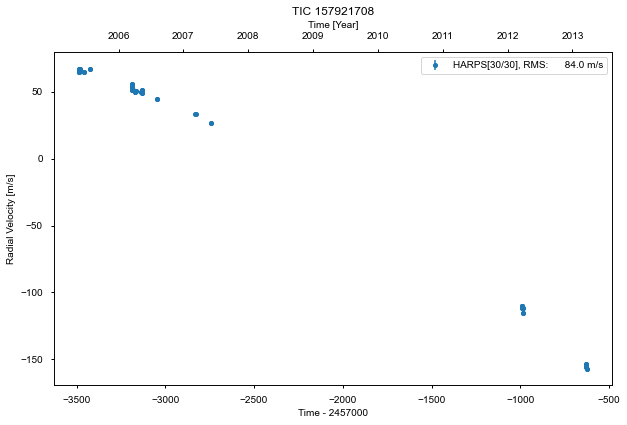 TIC 157921708
Time [Year]
2006 2007 2008 2009 2010 2011 2012 2013
HARPS[30/30], RMS: 84.0 m/s
Radial Velocity [m/s]
50
0
−50
−100
−150
−3500 −3000 −2500 −2000 −1500 −1000 −500
Time - 2457000